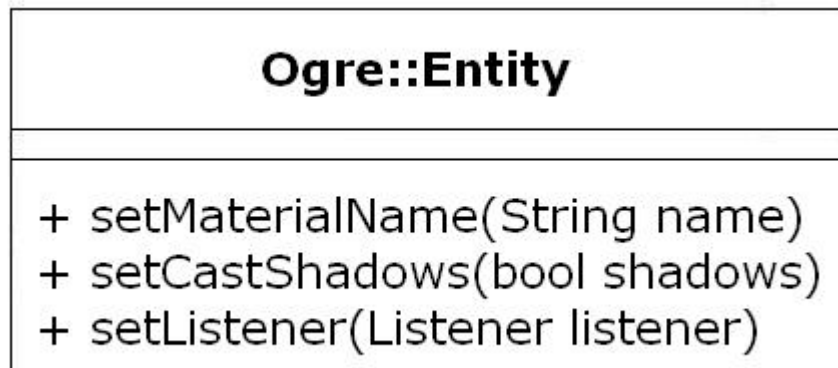 Ogre::Entity
+ setMaterialName(String name)
+ setCastShadows(bool shadows)
+ setListener(Listener listener)